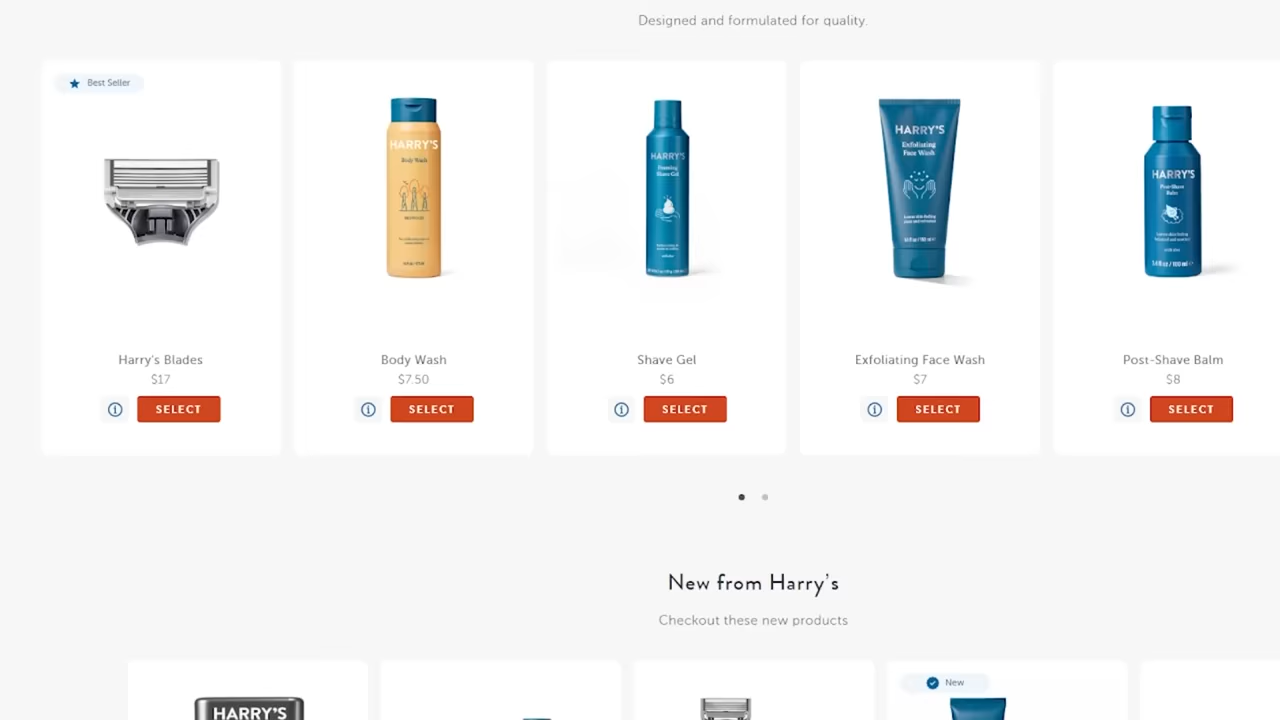 Designed and formulated for quality.
Best Seller
HARRY'S
Body Wash
HARRY'S
Foaming
Shave Gel
HARRY'S
Exfoliating
Face Wash
HARRY'S
Post-Shave
Balm
Harry's Blades
$17
SELECT
Body Wash
$7.50
SELECT
Shave Gel
$6
SELECT
Exfoliating Face Wash
$7
SELECT
Post-Shave Balm
$8
SELECT
New from Harry's
Checkout these new products
HARRY'S
New